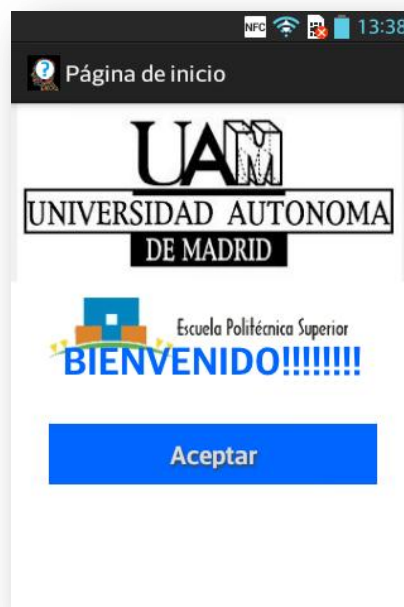 NFC 13:38
Página de inicio
UAM
UNIVERSIDAD AUTONOMA
DE MADRID
Escuela Politécnica Superior
BIENVENIDO!!!!!!!!
Aceptar